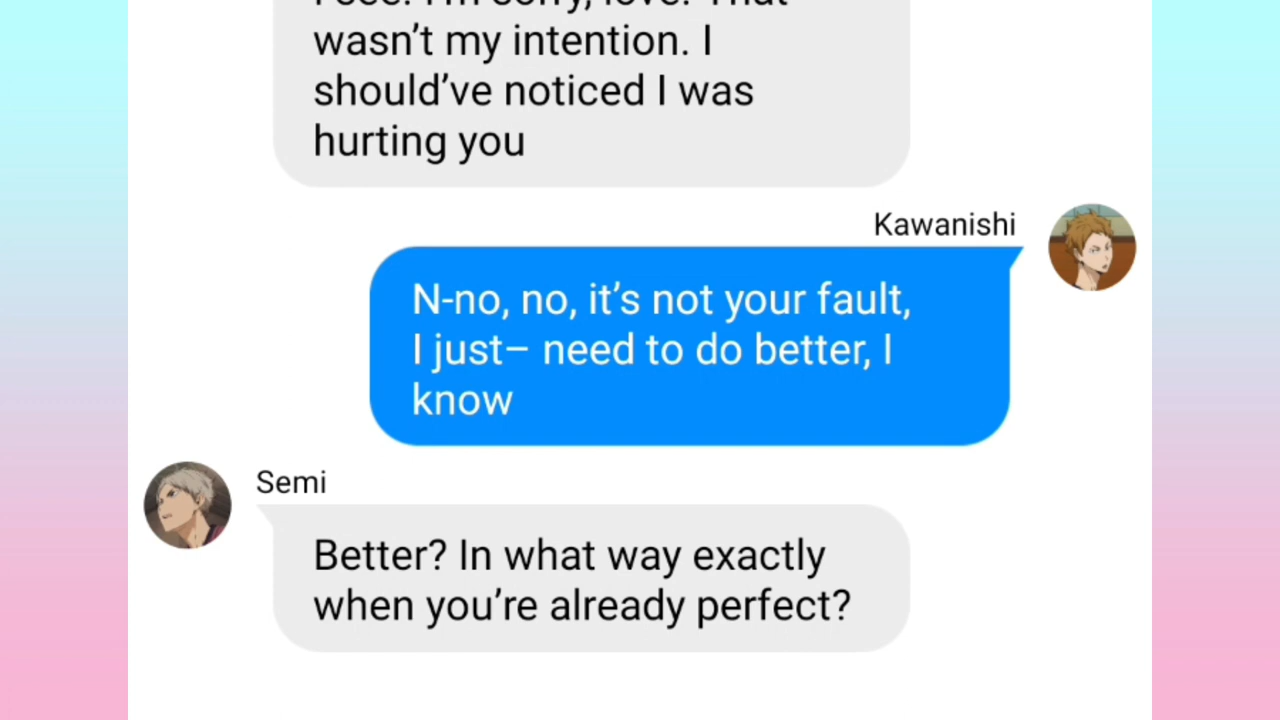 wasn't my intention. I
should've noticed I was
hurting you
Kawanishi
N-no, no, it's not your fault,
I just– need to do better, I
know
Semi
Better? In what way exactly
when you're already perfect?